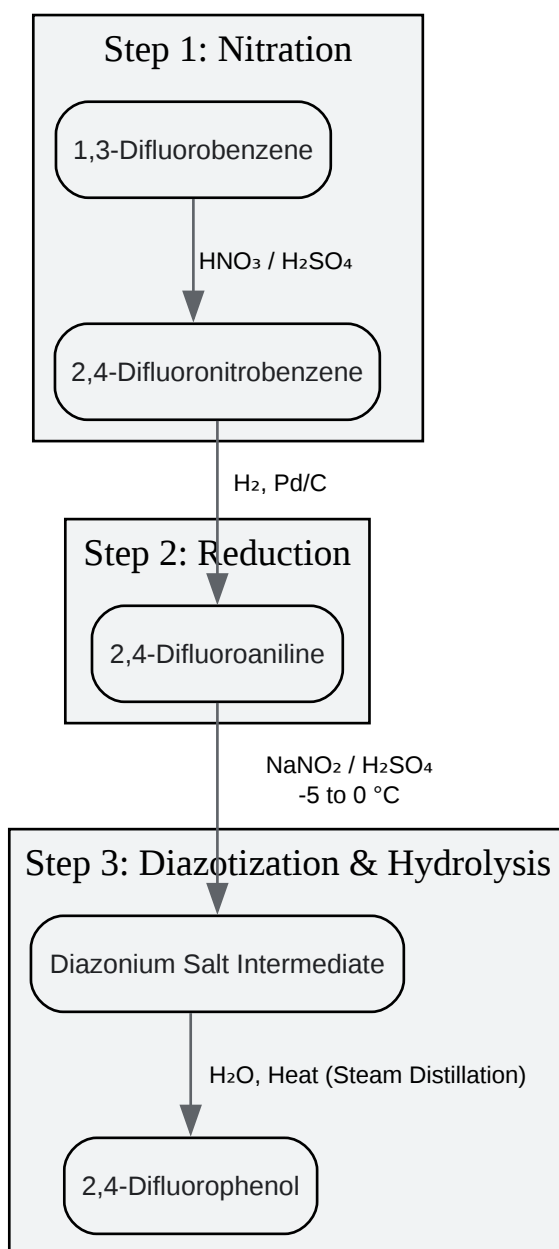 Step 1: Nitration
1,3-Difluorobenzene
HNO₃ / H₂SO₄
2,4-Difluoronitrobenzene
H₂, Pd/C
Step 2: Reduction
2,4-Difluoroaniline
NaNO₂ / H₂SO₄
-5 to 0 °C
Step 3: Diazotization & Hydrolysis
Diazonium Salt Intermediate
H₂O, Heat (Steam Distillation)
2,4-Difluorophenol